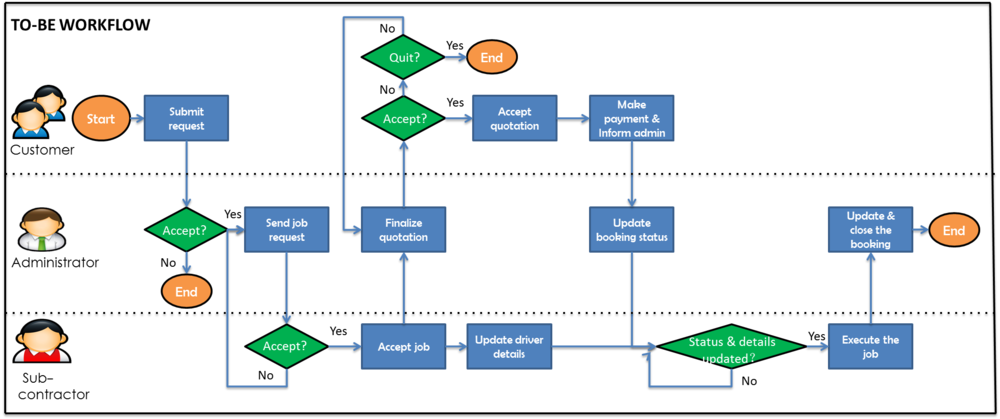 TO-BE WORKFLOW
No
Quit?
Yes
End
No
Start
Submit
request
Accept?
Yes
Accept
quotation
Make
payment &
Inform admin
Customer
Accept?
Yes
Send job
request
Finalize
quotation
Update
booking status
Update &
close the
booking
End
Administrator
No
End
Accept?
Yes
Accept job
Update driver
details
Status & details
updated?
Yes
Execute the
job
No
No
Sub-
contractor